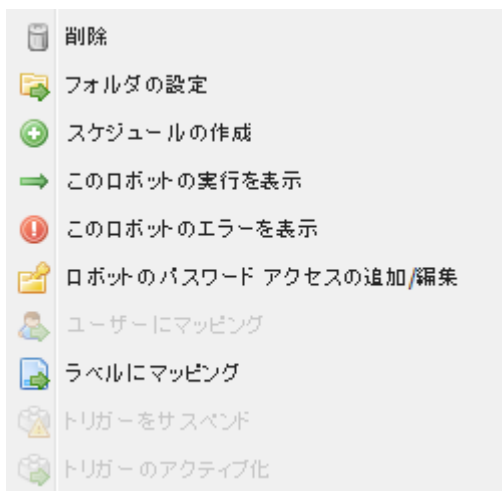 削除
フォルダの設定
スケジュールの作成
このロボットの実行を表示
このロボットのエラーを表示
ロボットのパスワード アクセスの追加/編集
ユーザーにマッピング
ラベルにマッピング
トリガーをサスペンド
トリガーのアクティブ化